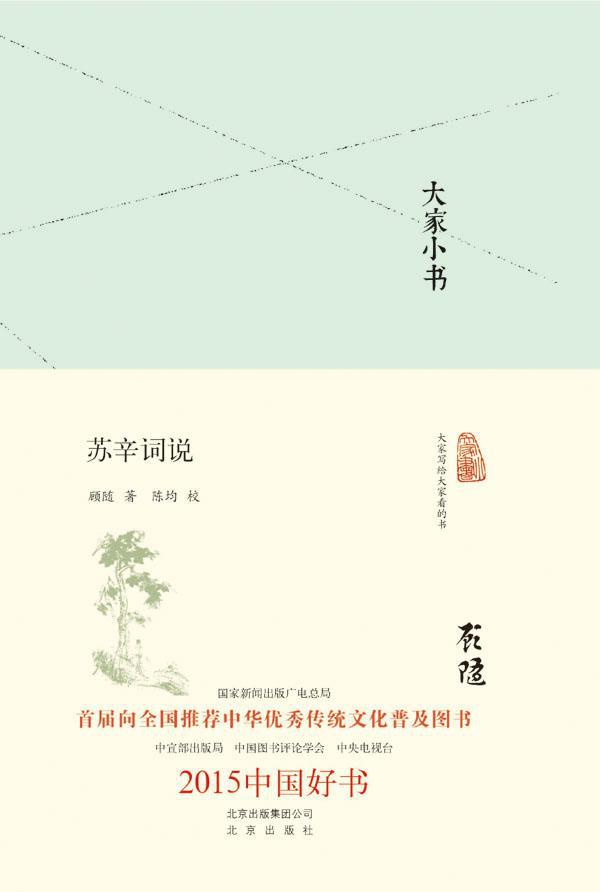 大家小书
苏辛词说
顾随 著 陈均 校
大家写给大家看的书
大家小书
顾随
国家新闻出版广电总局
首届向全国推荐中华优秀传统文化普及图书
中宣部出版局 中国图书评论学会 中央电视台
2015中国好书
北京出版集团公司
北京出版社